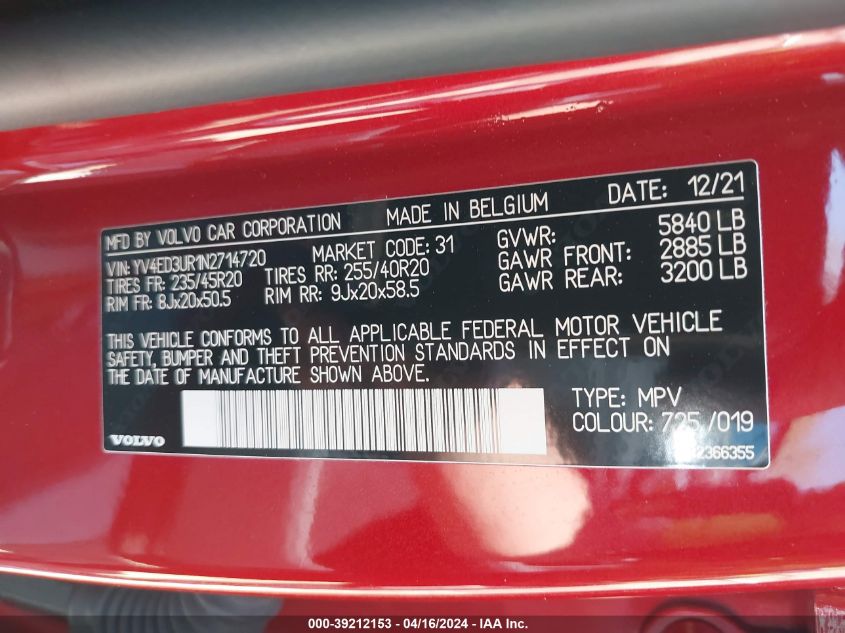 MFD BY VOLVO CAR CORPORATION MADE IN BELGIUM DATE: 12/21
VIN: YV4ED3UR1N2714720 MARKET CODE: 31 GVWR: 5840 LB
TIRES FR: 235/45R20 TIRES RR: 255/40R20 GAWR FRONT: 2885 LB
RIM FR: 8Jx20x50.5 RIM RR: 9Jx20x58.5 GAWR REAR: 3200 LB
THIS VEHICLE CONFORMS TO ALL APPLICABLE FEDERAL MOTOR VEHICLE
SAFETY, BUMPER AND THEFT PREVENTION STANDARDS IN EFFECT ON
THE DATE OF MANUFACTURE SHOWN ABOVE.
TYPE: MPV
COLOUR: 725 /019
VOLVO
000-39212153 - 04/16/2024 - IAA Inc.